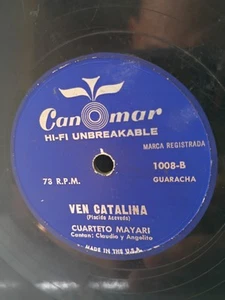 Canomar
HI-FI UNBREAKABLE
MARCA REGISTRADA
1008-B
78 R.P.M.
GUARACHA
VEN CATALINA
(Placido Acevedo)
CUARTETO MAYARI
Cantan: Claudio y Angelito
MADE IN THE U.S.A.